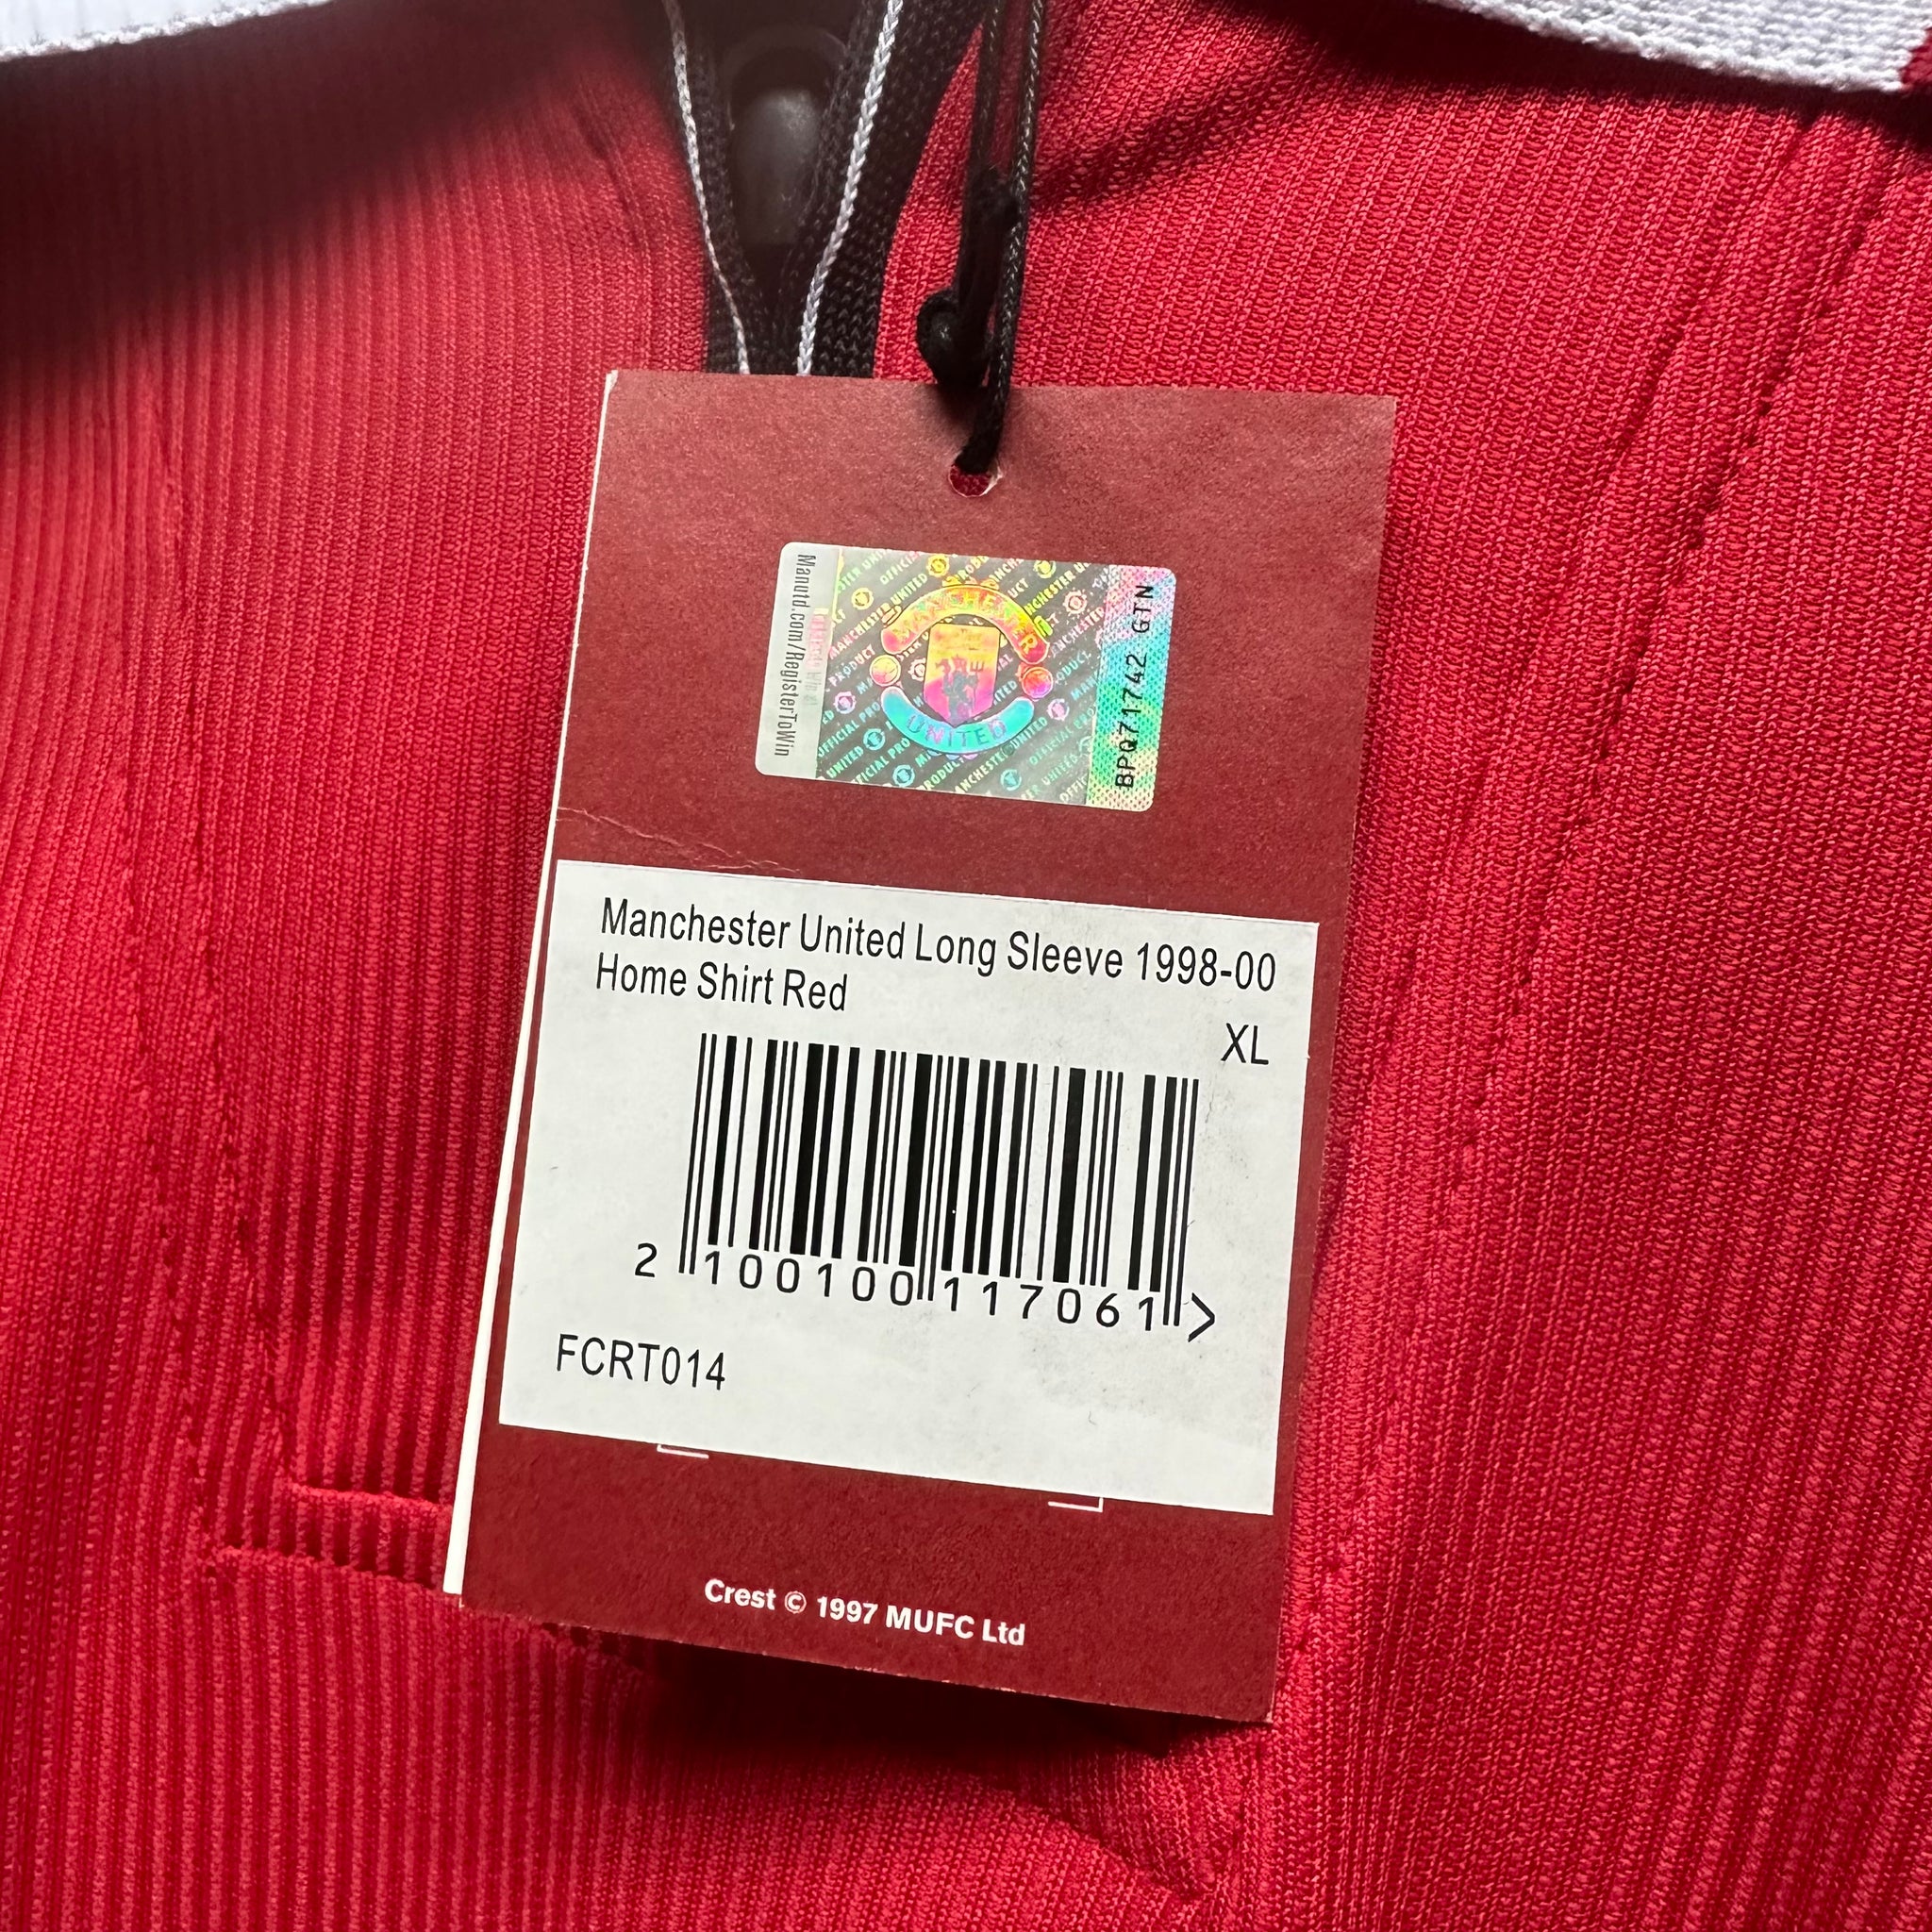 Manutd.com/RegisterToWin
MANCHESTER
UNITED
BPQ771742 GTN
Manchester United Long Sleeve 1998-00
Home Shirt Red
XL
2 100100 117061 >
FCRT014
Crest © 1997 MUFC Ltd